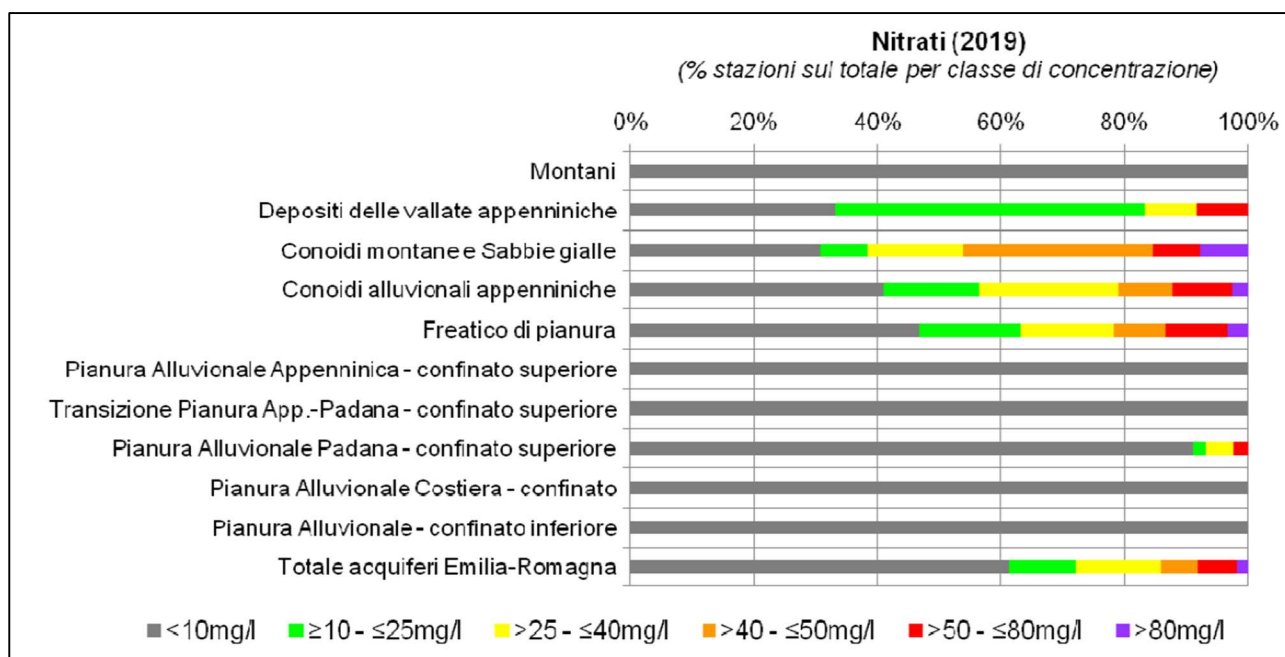 Nitrati (2019)
(% stazioni sul totale per classe di concentrazione)
0% 20% 40% 60% 80% 100%
Montani
Depositi delle vallate appenniniche
Conoidi montane e Sabbie gialle
Conoidi alluvionali appenniniche
Freatico di pianura
Pianura Alluvionale Appenninica - confinato superiore
Transizione Pianura App.-Padana - confinato superiore
Pianura Alluvionale Padana - confinato superiore
Pianura Alluvionale Costiera - confinato
Pianura Alluvionale - confinato inferiore
Totale acquiferi Emilia-Romagna
<10mg/l ≥10 - ≤25mg/l >25 - ≤40mg/l >40 - ≤50mg/l >50 - ≤80mg/l >80mg/l